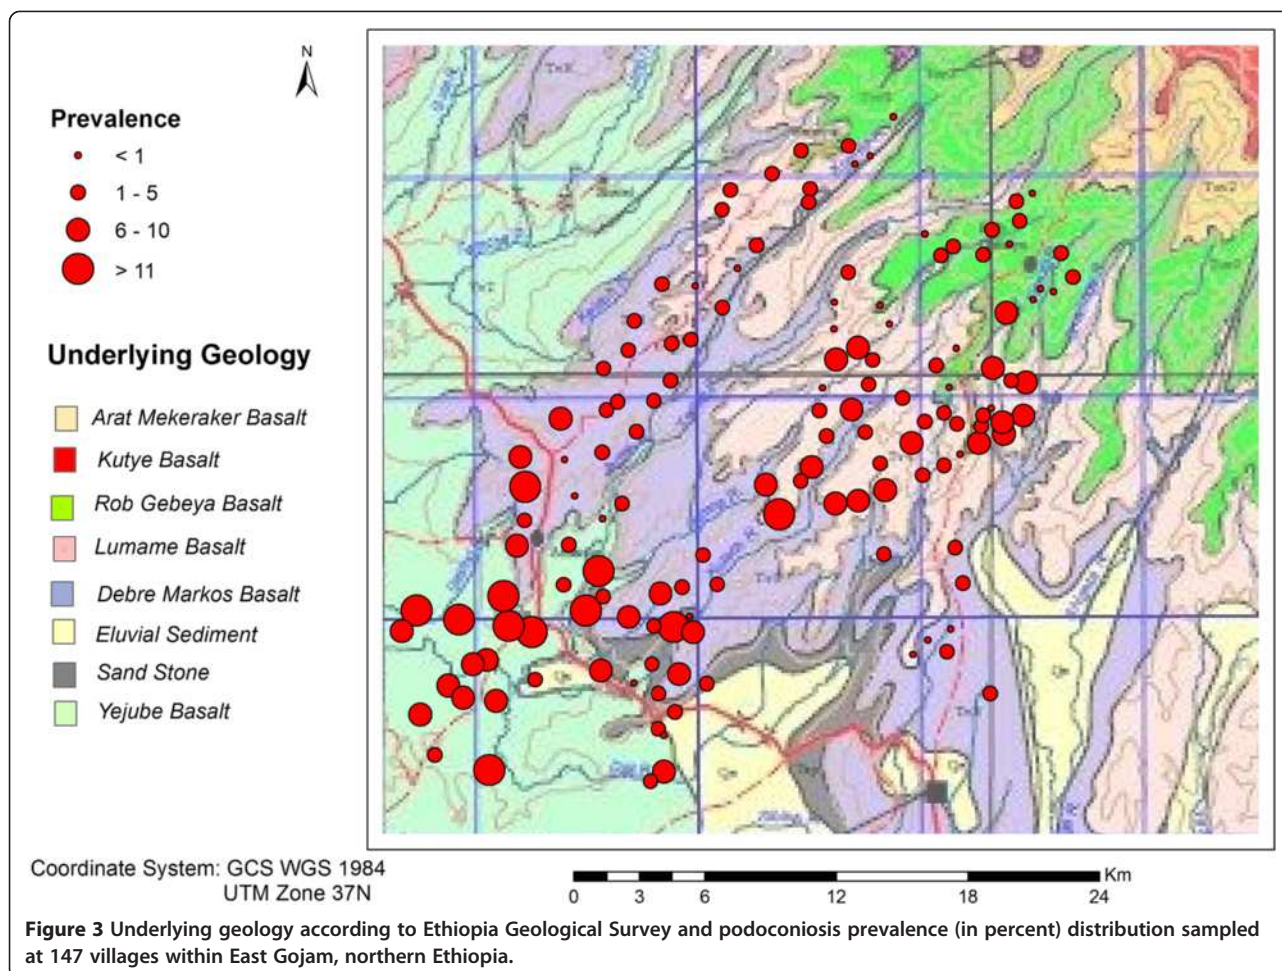 N
Prevalence
< 1
1 - 5
6 - 10
> 11
Underlying Geology
Arat Mekeraker Basalt
Kutye Basalt
Rob Gebeya Basalt
Lumame Basalt
Debre Markos Basalt
Eluvial Sediment
Sand Stone
Yejube Basalt
Coordinate System: GCS WGS 1984
UTM Zone 37N
Km
0 3 6 12 18 24
Figure 3 Underlying geology according to Ethiopia Geological Survey and podoconiosis prevalence (in percent) distribution sampled
at 147 villages within East Gojam, northern Ethiopia.